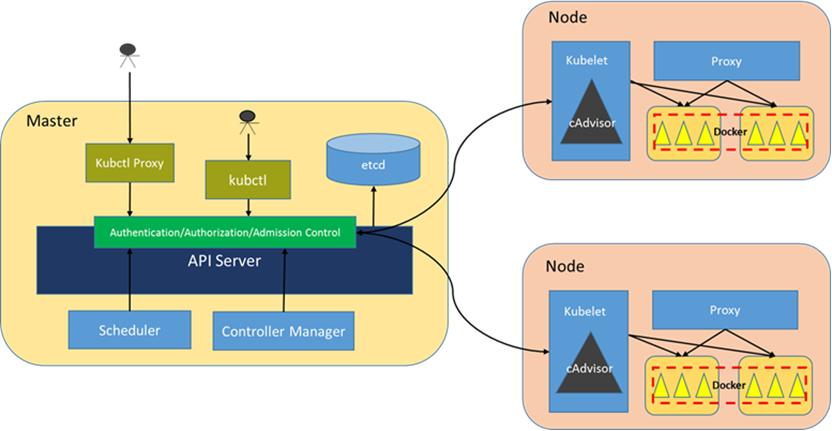 Master
Kubctl Proxy
kubctl
etcd
Authentication/Authorization/Admission Control
API Server
Scheduler
Controller Manager
Node
Kubelet
cAdvisor
Proxy
Docker
Node
Kubelet
cAdvisor
Proxy
Docker